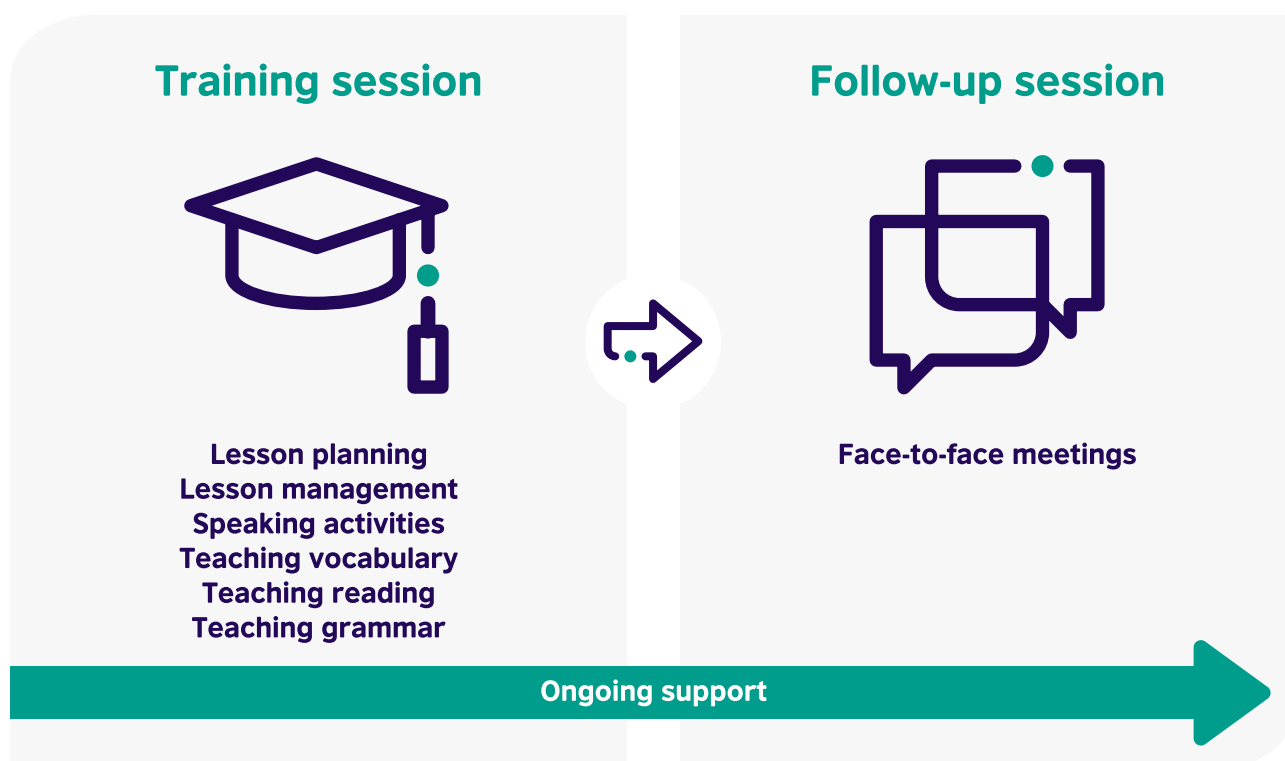 Training session
Lesson planning
Lesson management
Speaking activities
Teaching vocabulary
Teaching reading
Teaching grammar
Follow-up session
Face-to-face meetings
Ongoing support